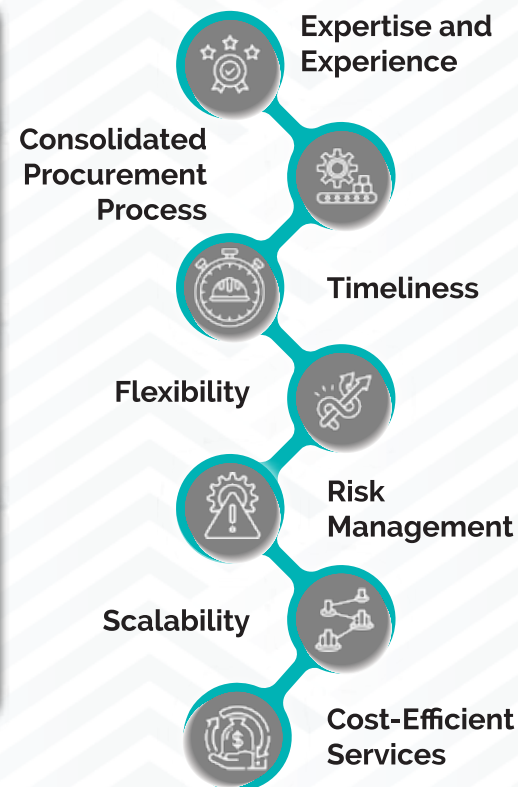 Expertise and
Experience
Consolidated
Procurement
Process
Timeliness
Flexibility
Risk
Management
Scalability
Cost-Efficient
Services